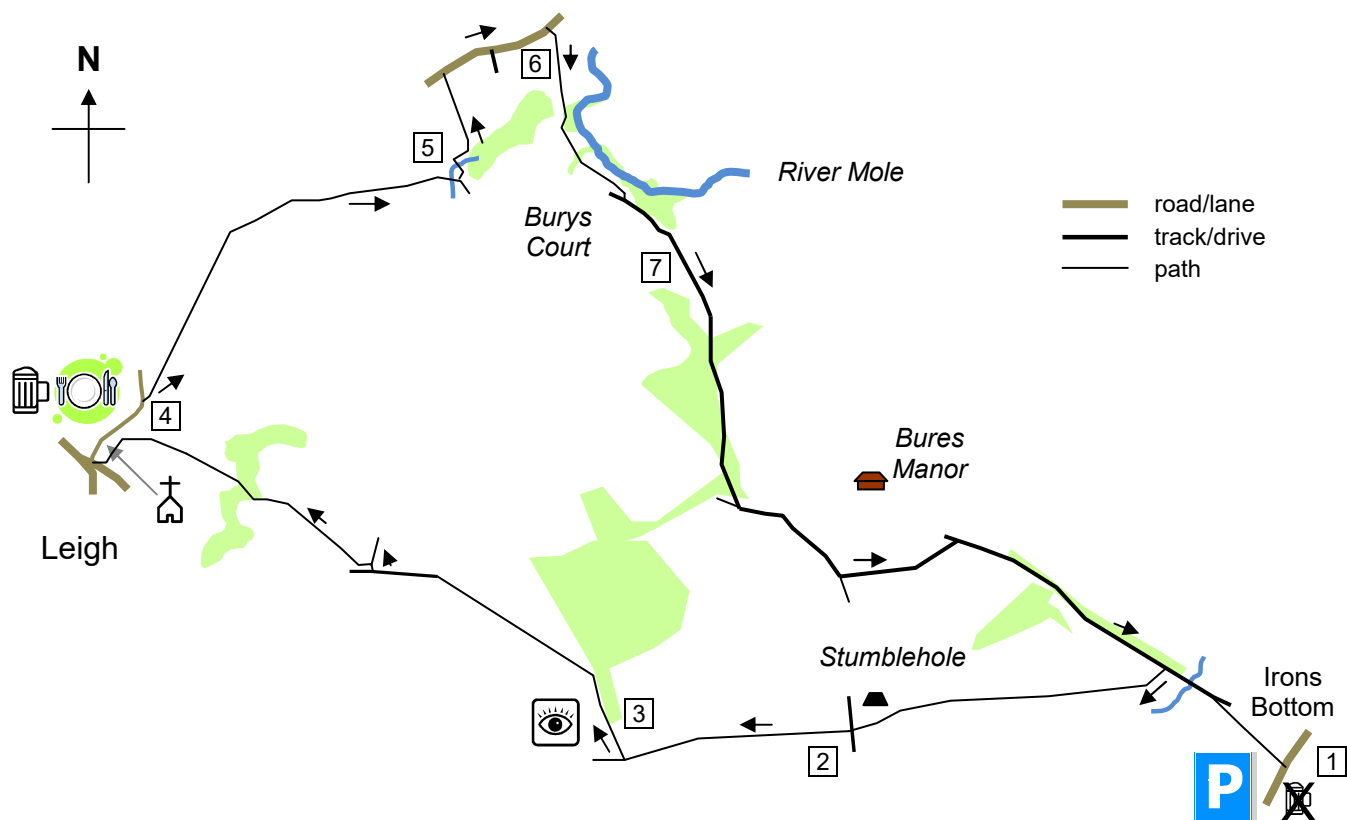 N
6
5
River Mole
road/lane
Burys
Court
track/drive
7
path
4
Bures
Manor
Leigh
Stumblehole
Irons
Bottom
3
2
1
P